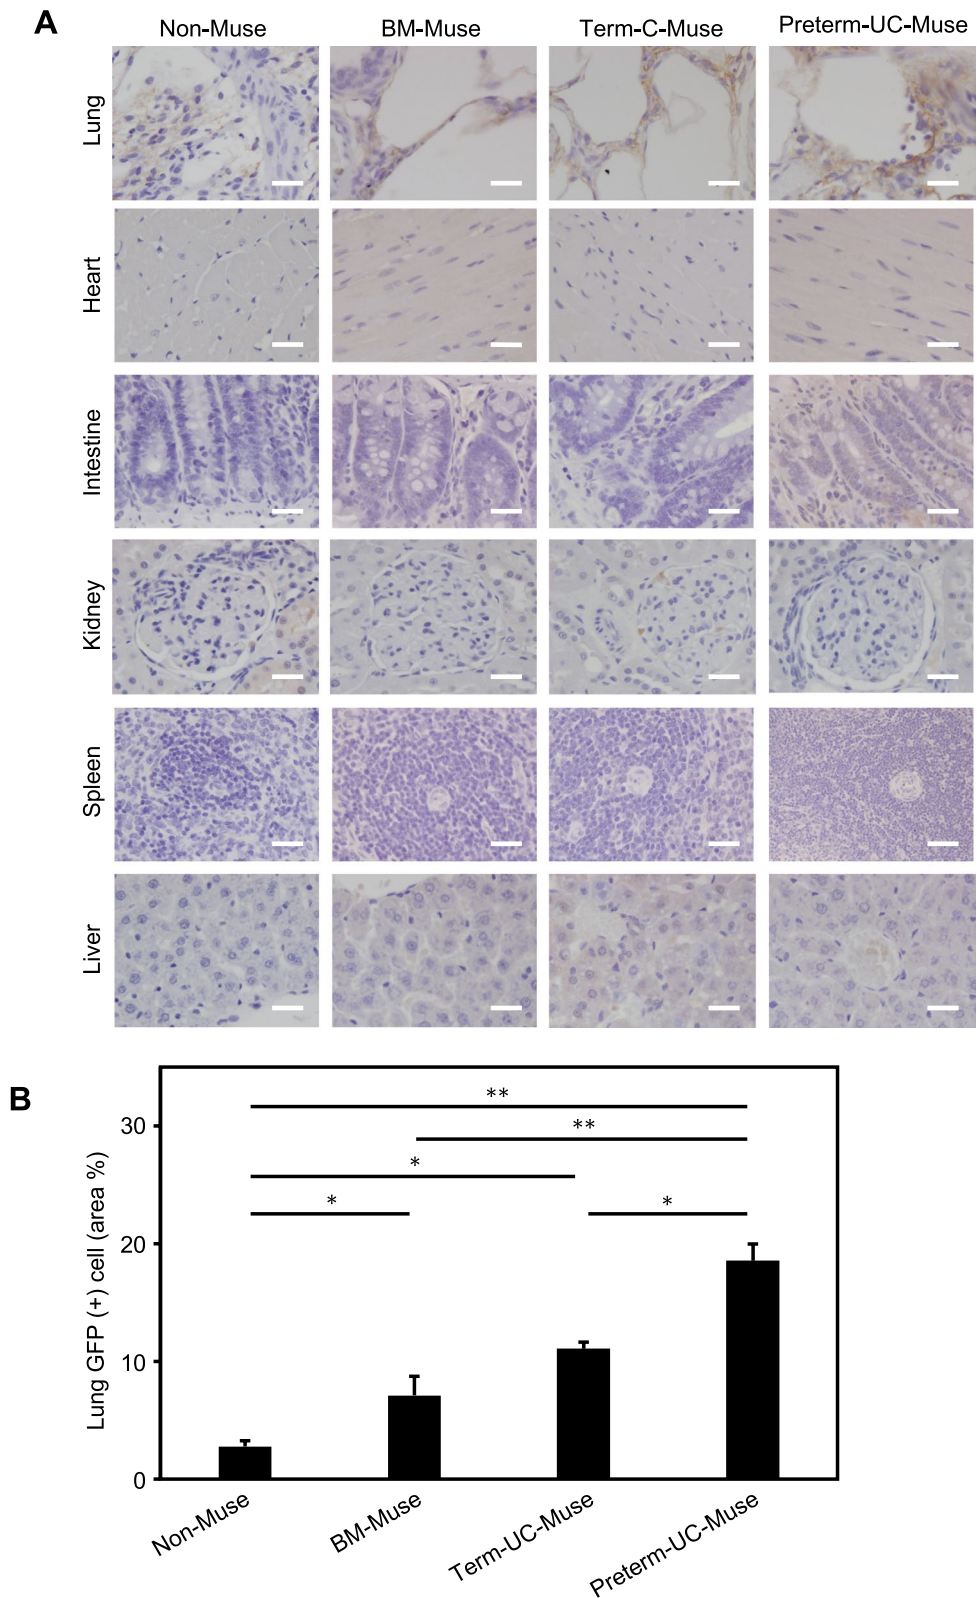 A
Non-Muse BM-Muse Term-C-Muse Preterm-UC-Muse
Lung
Heart
Intestine
Kidney
Spleen
Liver
B
Lung GFP (+) cell (area %)
30
20
10
0
**
**
*
*
*
Non-Muse
BM-Muse
Term-UC-Muse
Preterm-UC-Muse